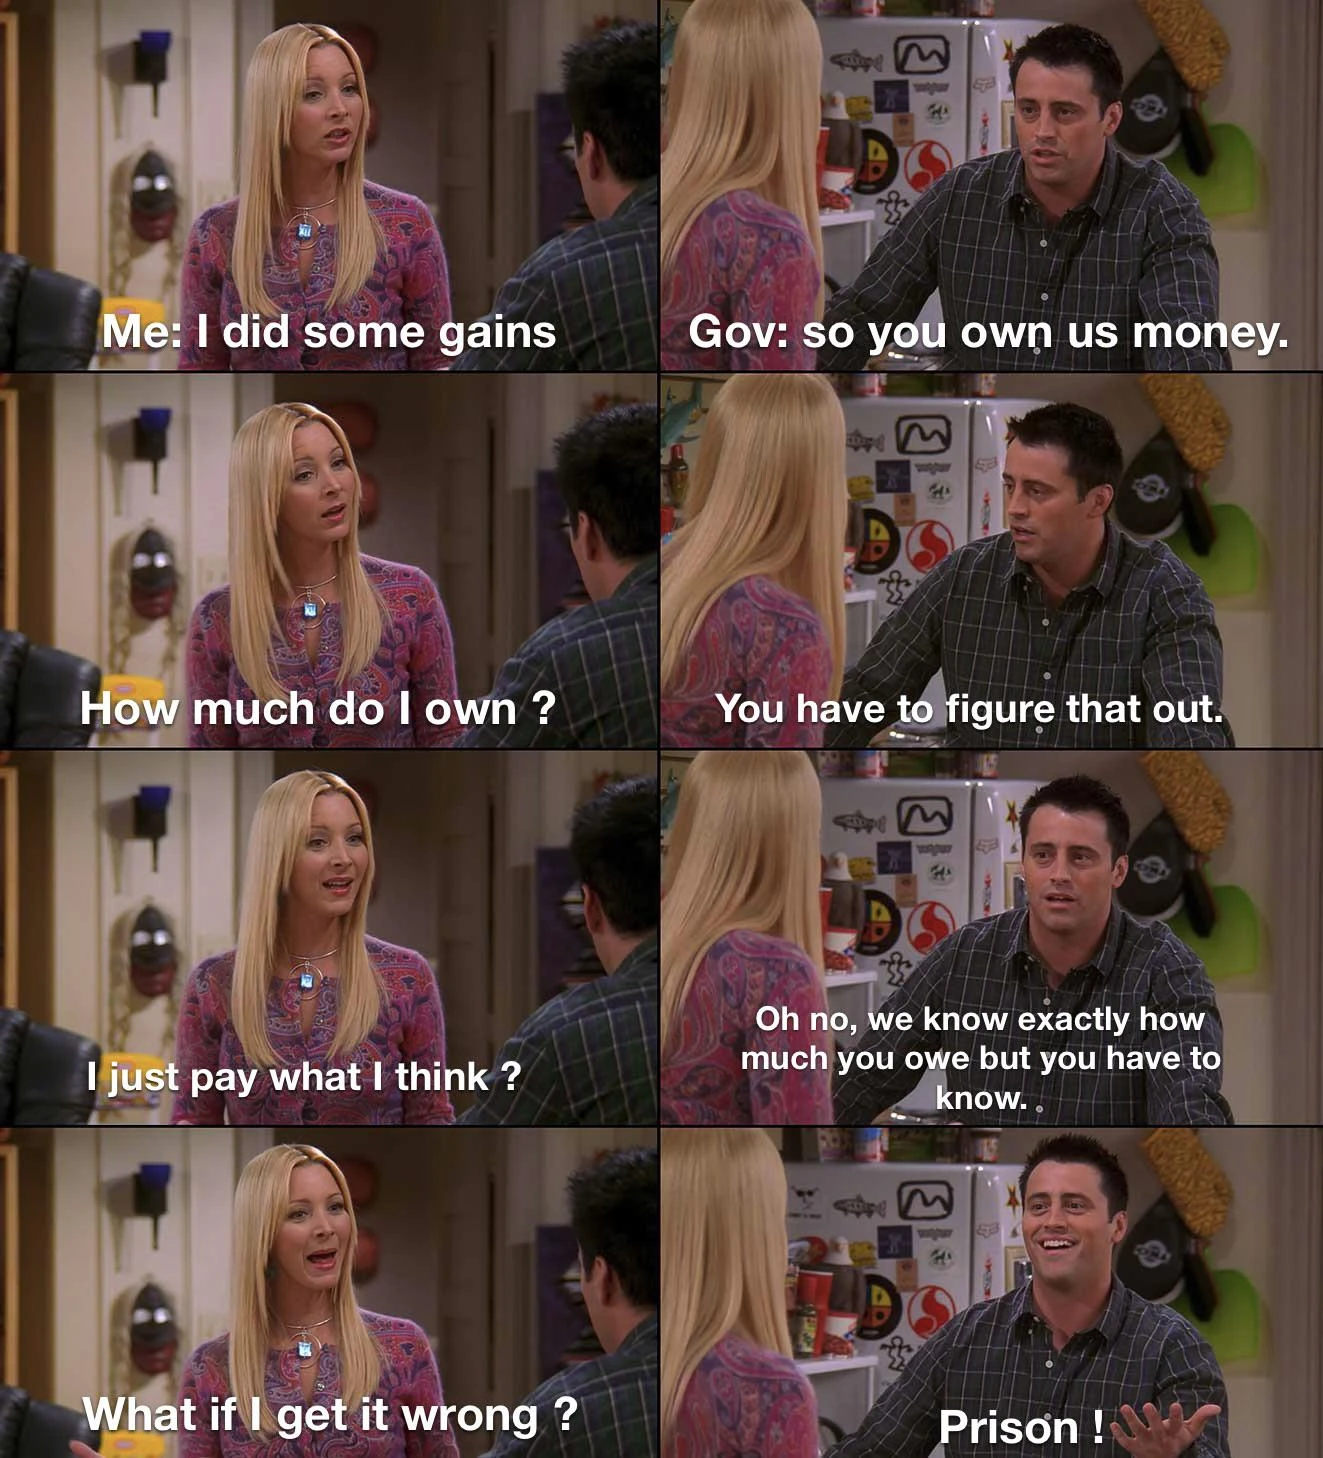 Me: I did some gains
Gov: so you own us money.
How much do I own ?
You have to figure that out.
I just pay what I think ?
Oh no, we know exactly how
much you owe but you have to
know.
What if I get it wrong ?
Prison !